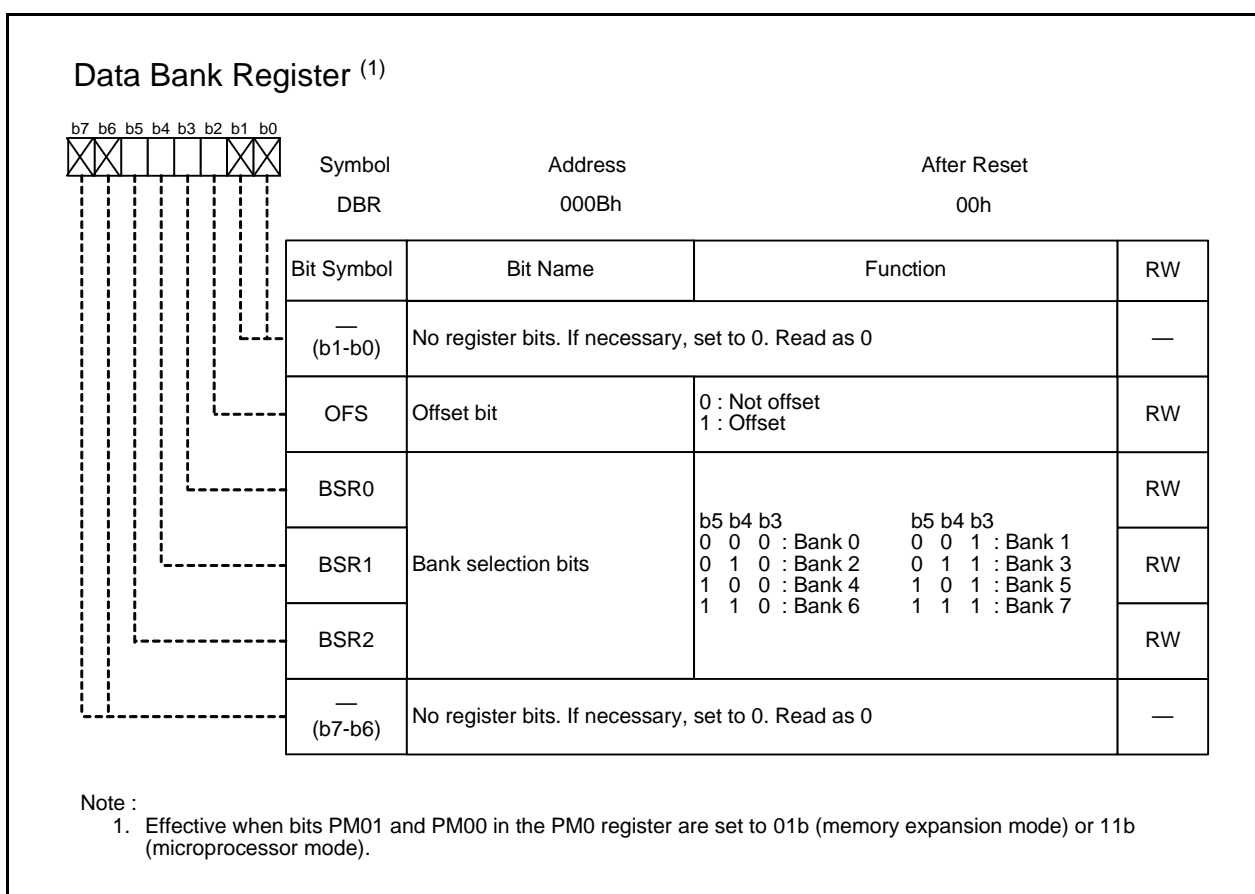 Data Bank Register (1)
b7 b6 b5 b4 b3 b2 b1 b0
Symbol Address After Reset
DBR 000Bh 00h
Bit Symbol Bit Name Function RW
— (b1-b0) No register bits. If necessary, set to 0. Read as 0 —
OFS Offset bit 0 : Not offset
1 : Offset RW
BSR0 RW
BSR1 Bank selection bits RW
BSR2 RW
b5 b4 b3 b5 b4 b3
0 0 0 : Bank 0 0 0 1 : Bank 1
0 1 0 : Bank 2 0 1 1 : Bank 3
1 0 0 : Bank 4 1 0 1 : Bank 5
1 1 0 : Bank 6 1 1 1 : Bank 7
— (b7-b6) No register bits. If necessary, set to 0. Read as 0 —
Note :
1. Effective when bits PM01 and PM00 in the PM0 register are set to 01b (memory expansion mode) or 11b
(microprocessor mode).